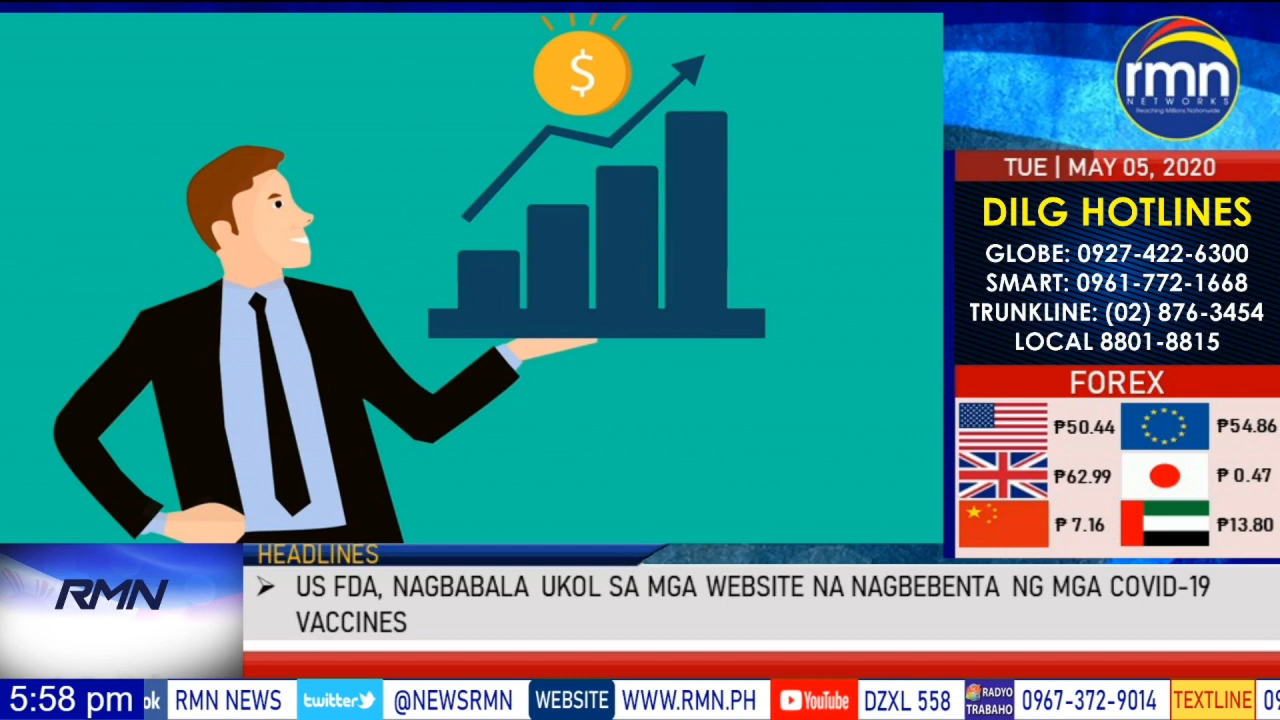 $
rmn
NETWORKS
Reaching Millions Nationwide
TUE | MAY 05, 2020
DILG HOTLINES
GLOBE: 0927-422-6300
SMART: 0961-772-1668
TRUNKLINE: (02) 876-3454
LOCAL 8801-8815
FOREX
₱50.44 ₱54.86
₱62.99 ₱ 0.47
₱ 7.16 ₱13.80
HEADLINES
RMN
➢ US FDA, NAGBABALA UKOL SA MGA WEBSITE NA NAGBEBENTA NG MGA COVID-19
VACCINES
5:58 pm ok RMN NEWS twitter @NEWSRMN WEBSITE WWW.RMN.PH YouTube DZXL 558 RADYO TRABAHO 0967-372-9014 TEXTLINE